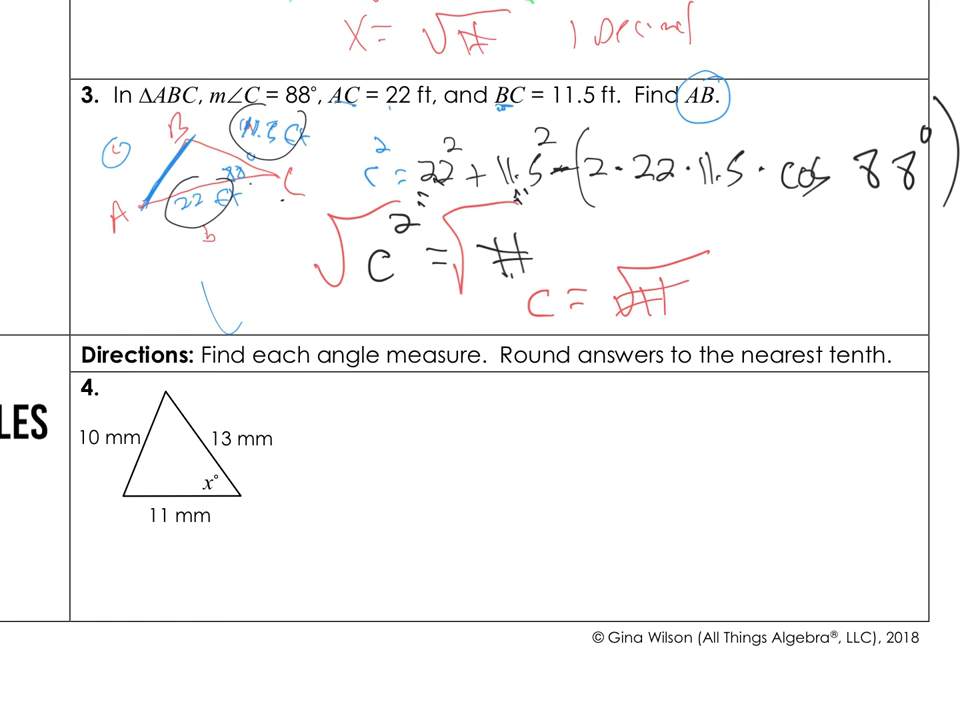 x = √# 1 Decimal
3. In ΔABC, m∠C = 88°, AC = 22 ft, and BC = 11.5 ft. Find AB.
B 11.5 ft
c 88 C
A 22 ft
b
c² = 22² + 11.5² - (2 · 22 · 11.5 · cos 88°)
√c² = √#
c = √#
Directions: Find each angle measure. Round answers to the nearest tenth.
4.
LES
10 mm 13 mm
x°
11 mm
© Gina Wilson (All Things Algebra®, LLC), 2018